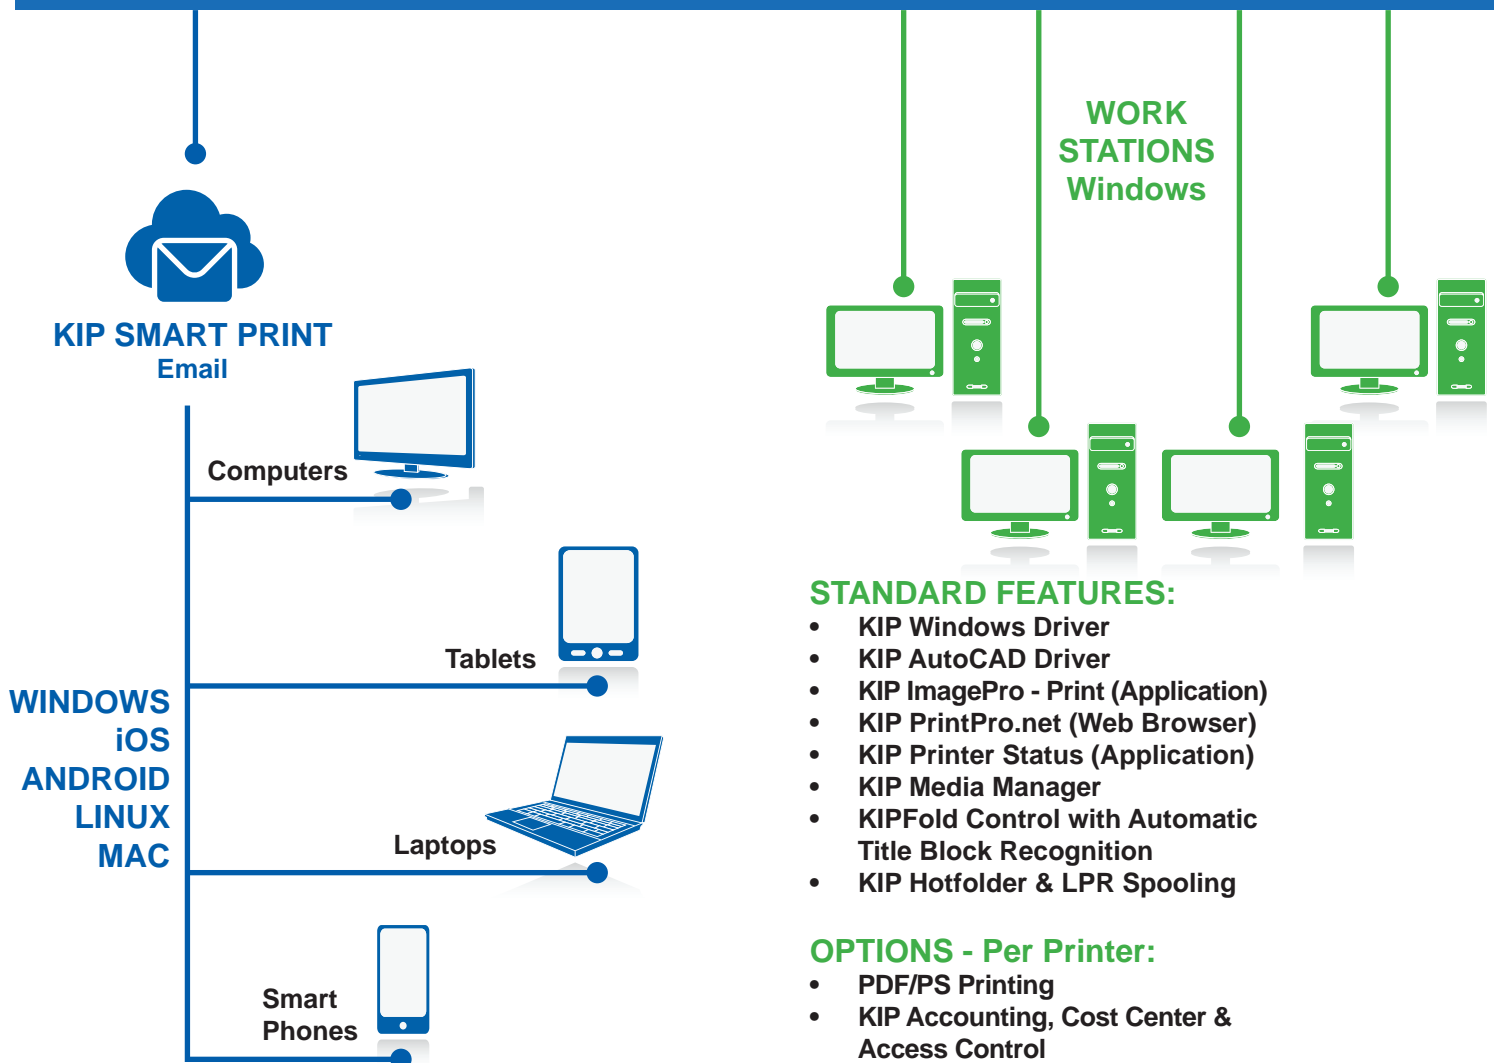 KIP SMART PRINT
Email
Computers
Tablets
WINDOWS
iOS
ANDROID
LINUX
MAC
Laptops
Smart
Phones
WORK
STATIONS
Windows
STANDARD FEATURES:
• KIP Windows Driver
• KIP AutoCAD Driver
• KIP ImagePro - Print (Application)
• KIP PrintPro.net (Web Browser)
• KIP Printer Status (Application)
• KIP Media Manager
• KIPFold Control with Automatic
Title Block Recognition
• KIP Hotfolder & LPR Spooling
OPTIONS - Per Printer:
• PDF/PS Printing
• KIP Accounting, Cost Center &
Access Control